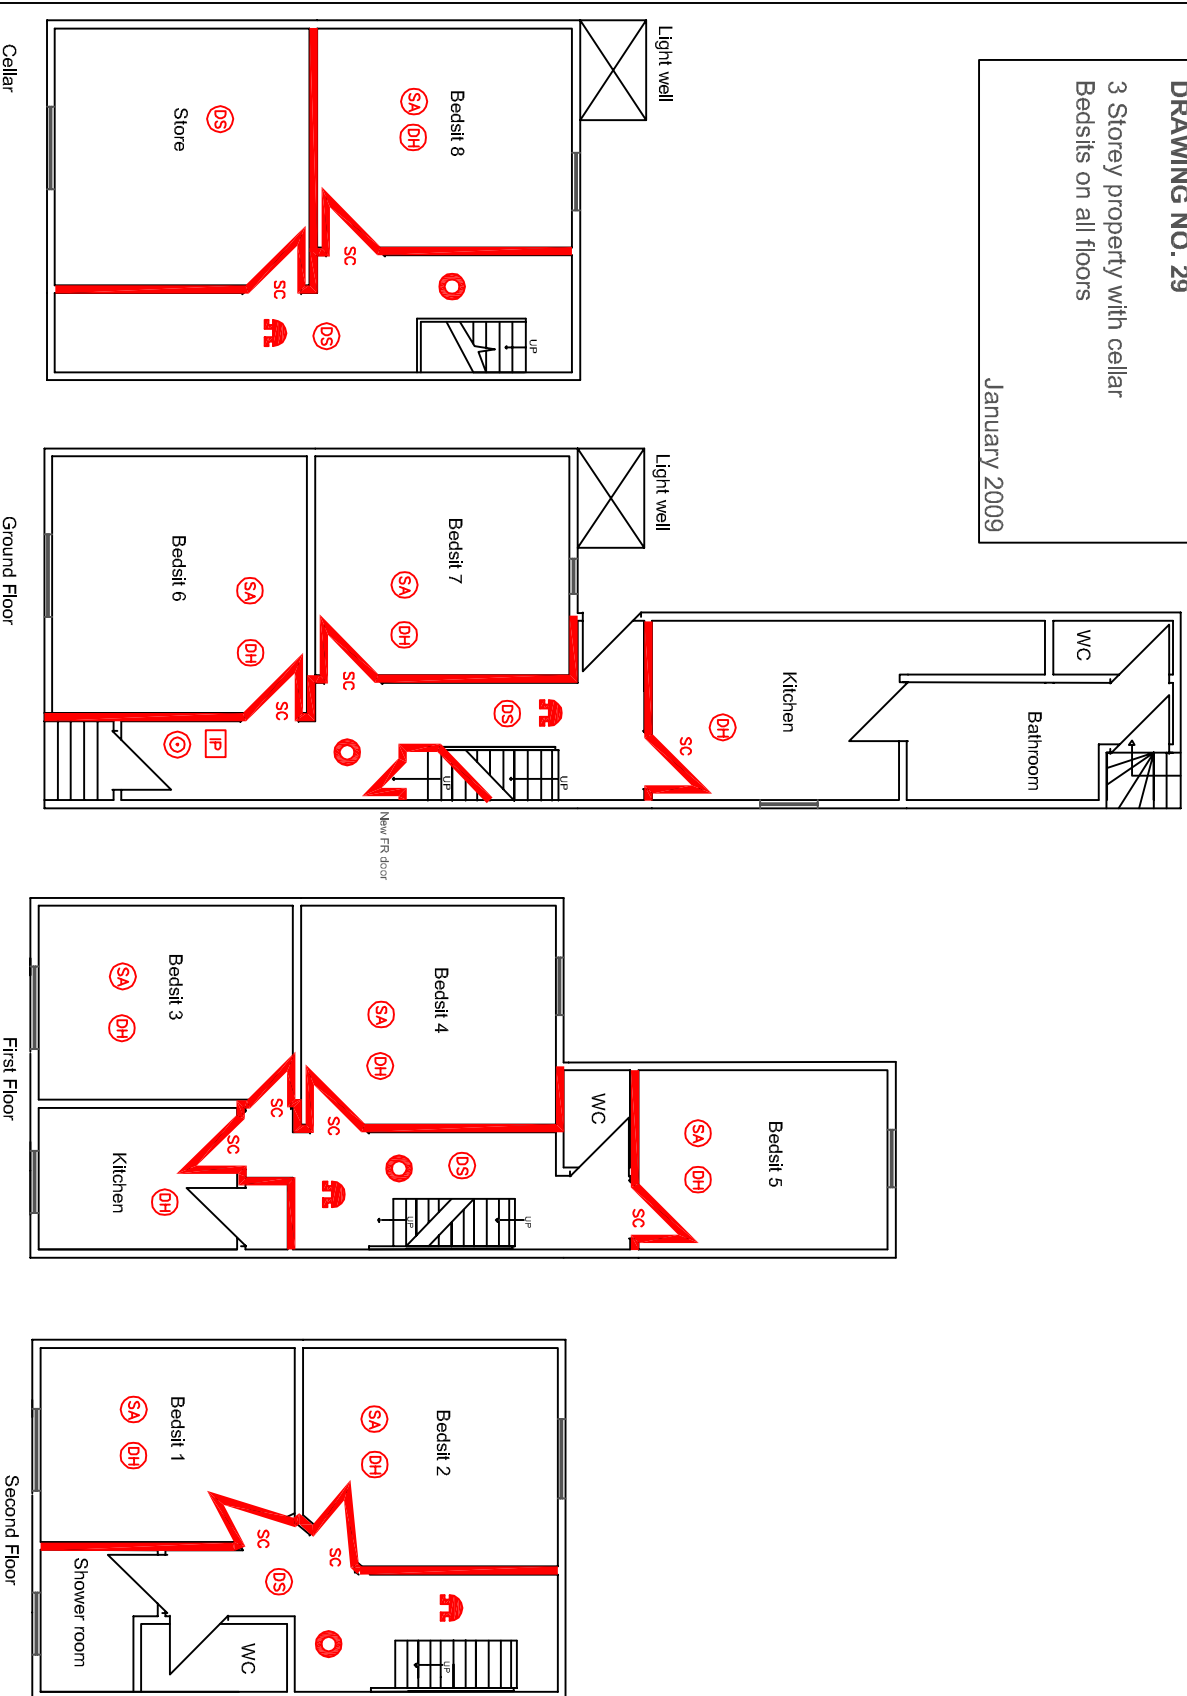 DRAWING NO. 29
3 Storey property with cellar
Bedsits on all floors
January 2009
Light well
Bedsit 8
SA
DH
Store
DS
SC
SC
DS
UP
Cellar
Light well
Bedsit 7
SA
DH
Bedsit 6
SA
DH
SC
SC
DS
IP
UP
UP
New FR door
Kitchen
DH
SC
WC
Bathroom
Ground Floor
Bedsit 3
SA
DH
Bedsit 4
SA
DH
SC
SC
SC
Kitchen
DH
DS
UP
UP
WC
Bedsit 5
SA
DH
SC
First Floor
Bedsit 1
SA
DH
Bedsit 2
SA
DH
SC
SC
DS
Shower room
WC
UP
Second Floor